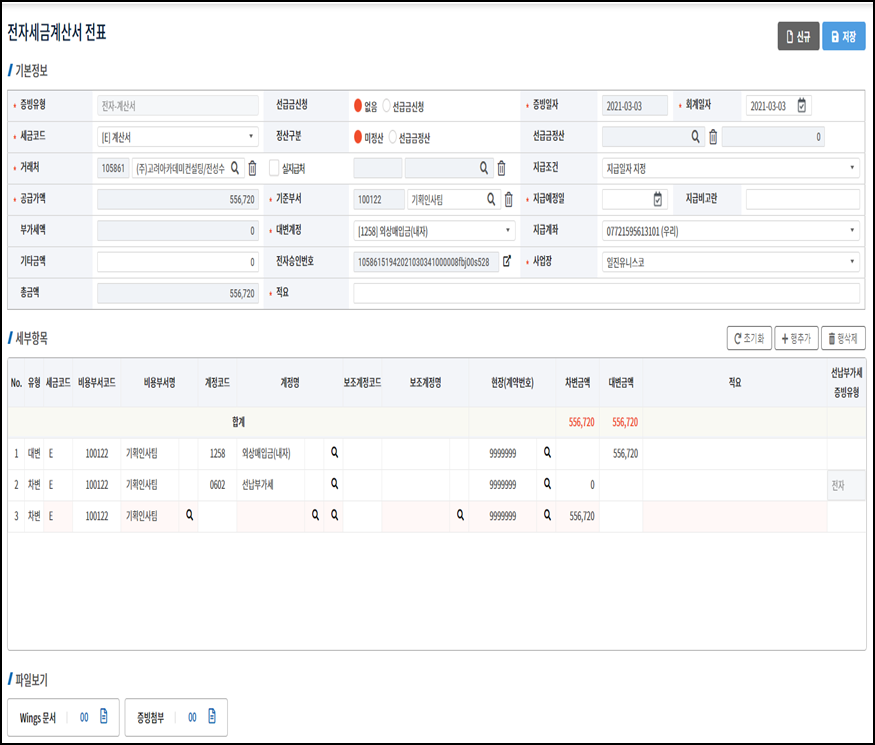 전자세금계산서 전표
신규 저장
기본정보
증빙유형 전자-계산서 선급금신청 없음 선급금신청 증빙일자 2021-03-03 회계일자 2021-03-03
세금코드 [E] 계산서 정산구분 미정산 선급금정산 선급금정산 0
거래처 105861 (주)고려아카데미컨설팅/전성수 실지급처 지급조건 지급일자 지정
공급가액 556,720 기준부서 100122 기획인사팀 지급예정일 지급비고란
부가세액 0 대변계정 [1258] 외상매입금(내자) 지급계좌 07721595613101 (우리)
기타금액 0 전자승인번호 10586151942021030341000008fbj00s528 사업장 일진유니스코
총금액 556,720 적요
세부항목 초기화 행추가 행삭제
No. 유형 세금코드 비용부서코드 비용부서명 계정코드 계정명 보조계정코드 보조계정명 현장(계약번호) 차변금액 대변금액 적요 선납부가세
증빙유형
합계 556,720 556,720
1 대변 E 100122 기획인사팀 1258 외상매입금(내자) 9999999 556,720
2 차변 E 100122 기획인사팀 0602 선납부가세 9999999 0 전자
3 차변 E 100122 기획인사팀 9999999 556,720
파일보기
Wings 문서 00 증빙첨부 00